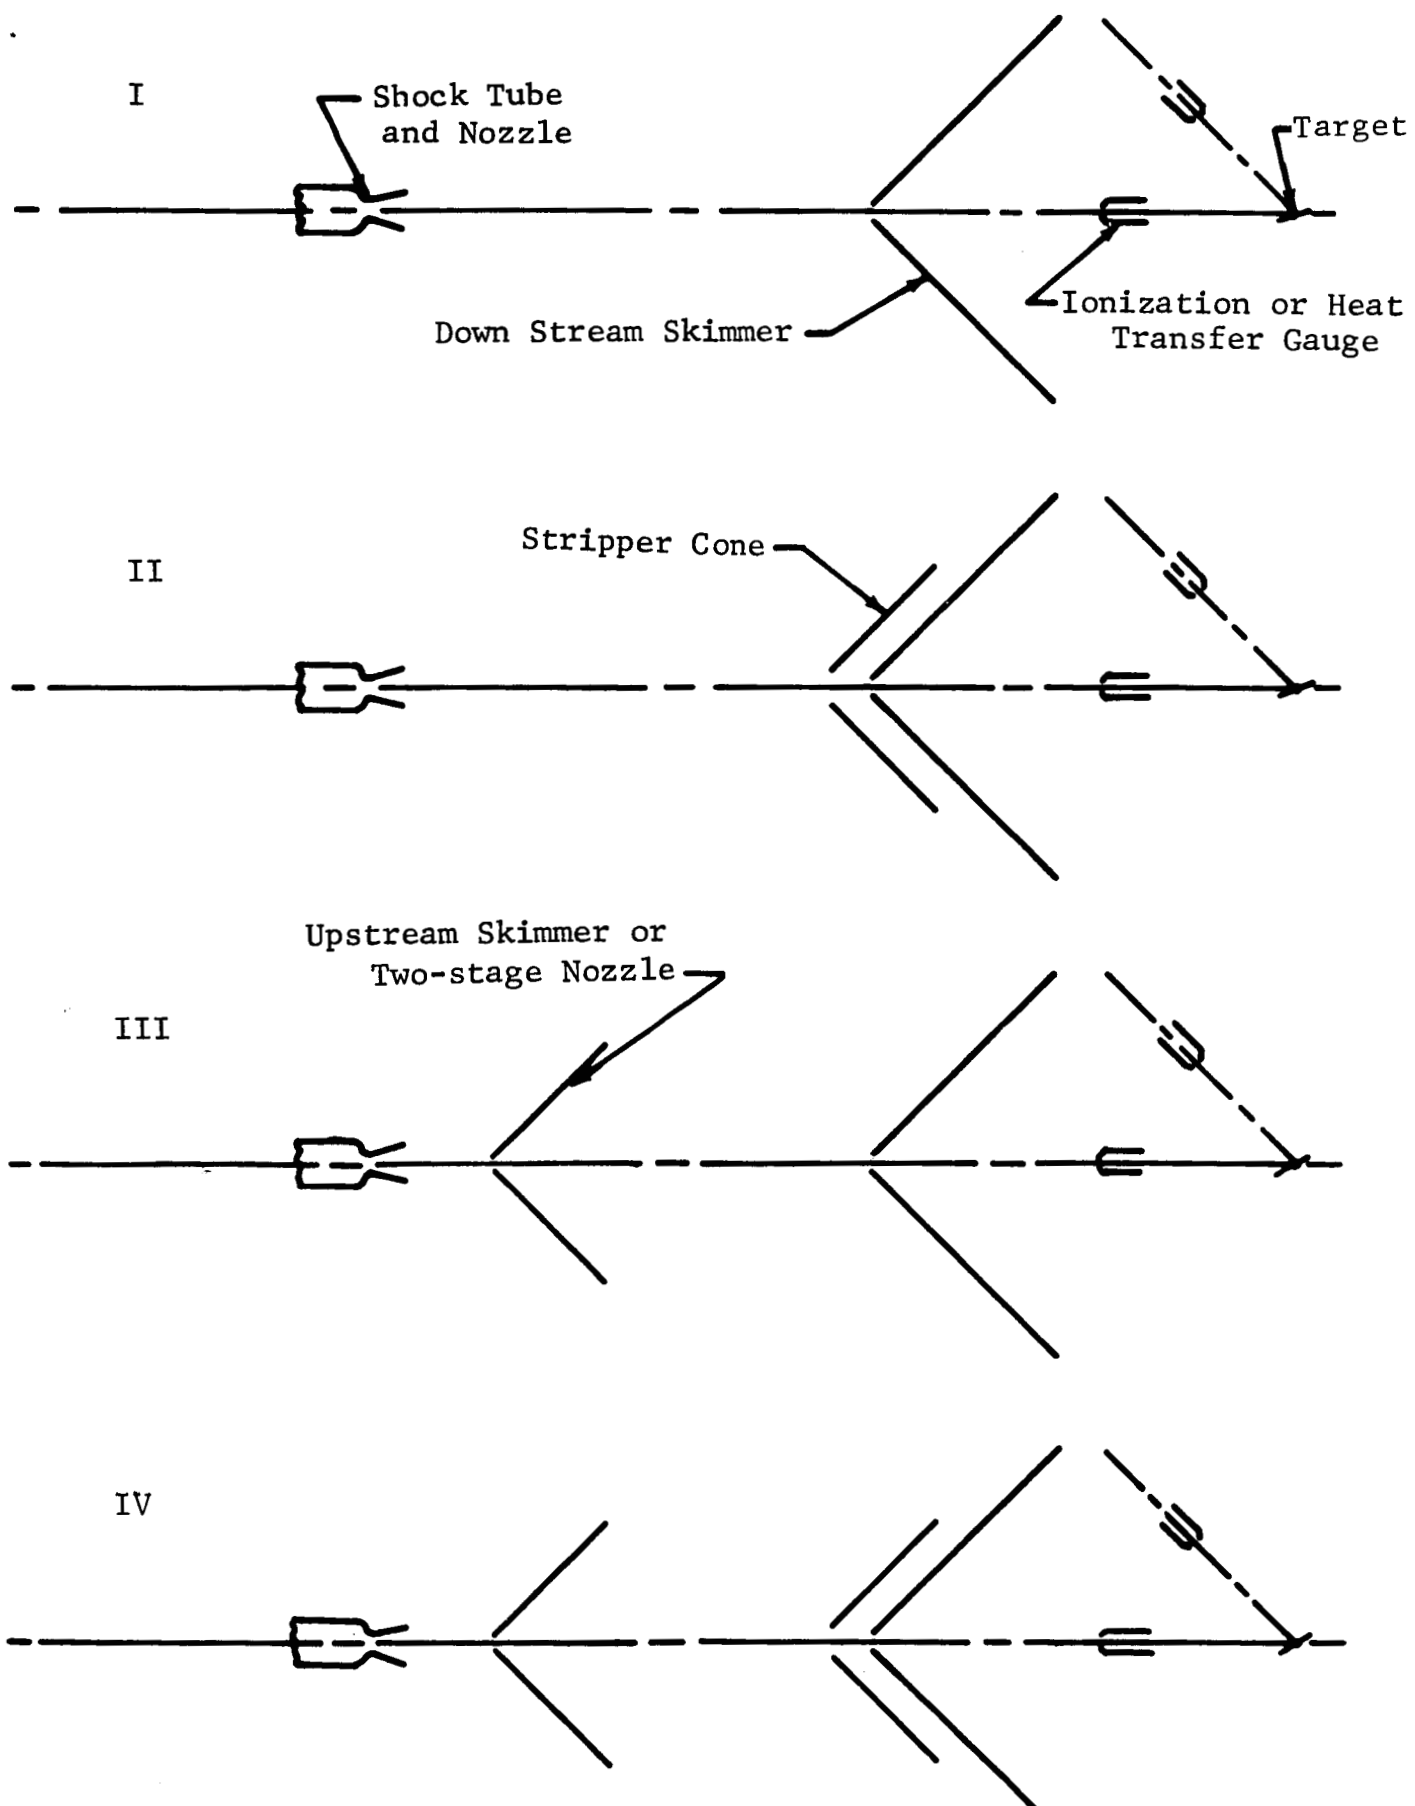 I
Shock Tube
and Nozzle
Target
Ionization or Heat
Transfer Gauge
Down Stream Skimmer
Stripper Cone
II
Upstream Skimmer or
Two-stage Nozzle
III
IV